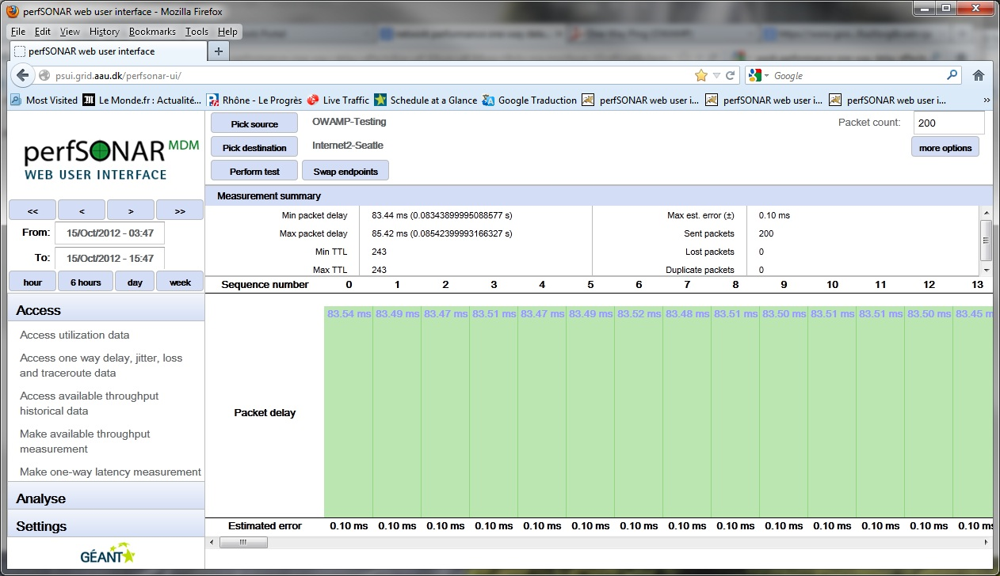 perfSONAR web user interface - Mozilla Firefox
File Edit View History Bookmarks Tools Help
perfSONAR web user interface
psui.grid.aau.dk/perfsonar-ui/
Google
Most Visited Le Monde.fr : Actualité... Rhône - Le Progrès Live Traffic Schedule at a Glance Google Traduction perfSONAR web user i... perfSONAR web user i... perfSONAR web user i... »
perfSONAR MDM
WEB USER INTERFACE
<< < > >>
From: 15/Oct/2012 - 03:47
To: 15/Oct/2012 - 15:47
hour 6 hours day week
Access
Access utilization data
Access one way delay, jitter, loss
and traceroute data
Access available throughput
historical data
Make available throughput
measurement
Make one-way latency measurement
Analyse
Settings
GÉANT
Pick source OWAMP-Testing Packet count: 200
Pick destination Internet2-Seatle more options
Perform test Swap endpoints
Measurement summary
Min packet delay 83.44 ms (0.08343899995088577 s) Max est. error (±) 0.10 ms
Max packet delay 85.42 ms (0.08542399993166327 s) Sent packets 200
Min TTL 243 Lost packets 0
Max TTL 243 Duplicate packets 0
Sequence number 0 1 2 3 4 5 6 7 8 9 10 11 12 13
83.54 ms 83.49 ms 83.47 ms 83.51 ms 83.47 ms 83.49 ms 83.52 ms 83.48 ms 83.51 ms 83.50 ms 83.51 ms 83.51 ms 83.50 ms 83.45 m
Packet delay
Estimated error 0.10 ms 0.10 ms 0.10 ms 0.10 ms 0.10 ms 0.10 ms 0.10 ms 0.10 ms 0.10 ms 0.10 ms 0.10 ms 0.10 ms 0.10 ms 0.10 m